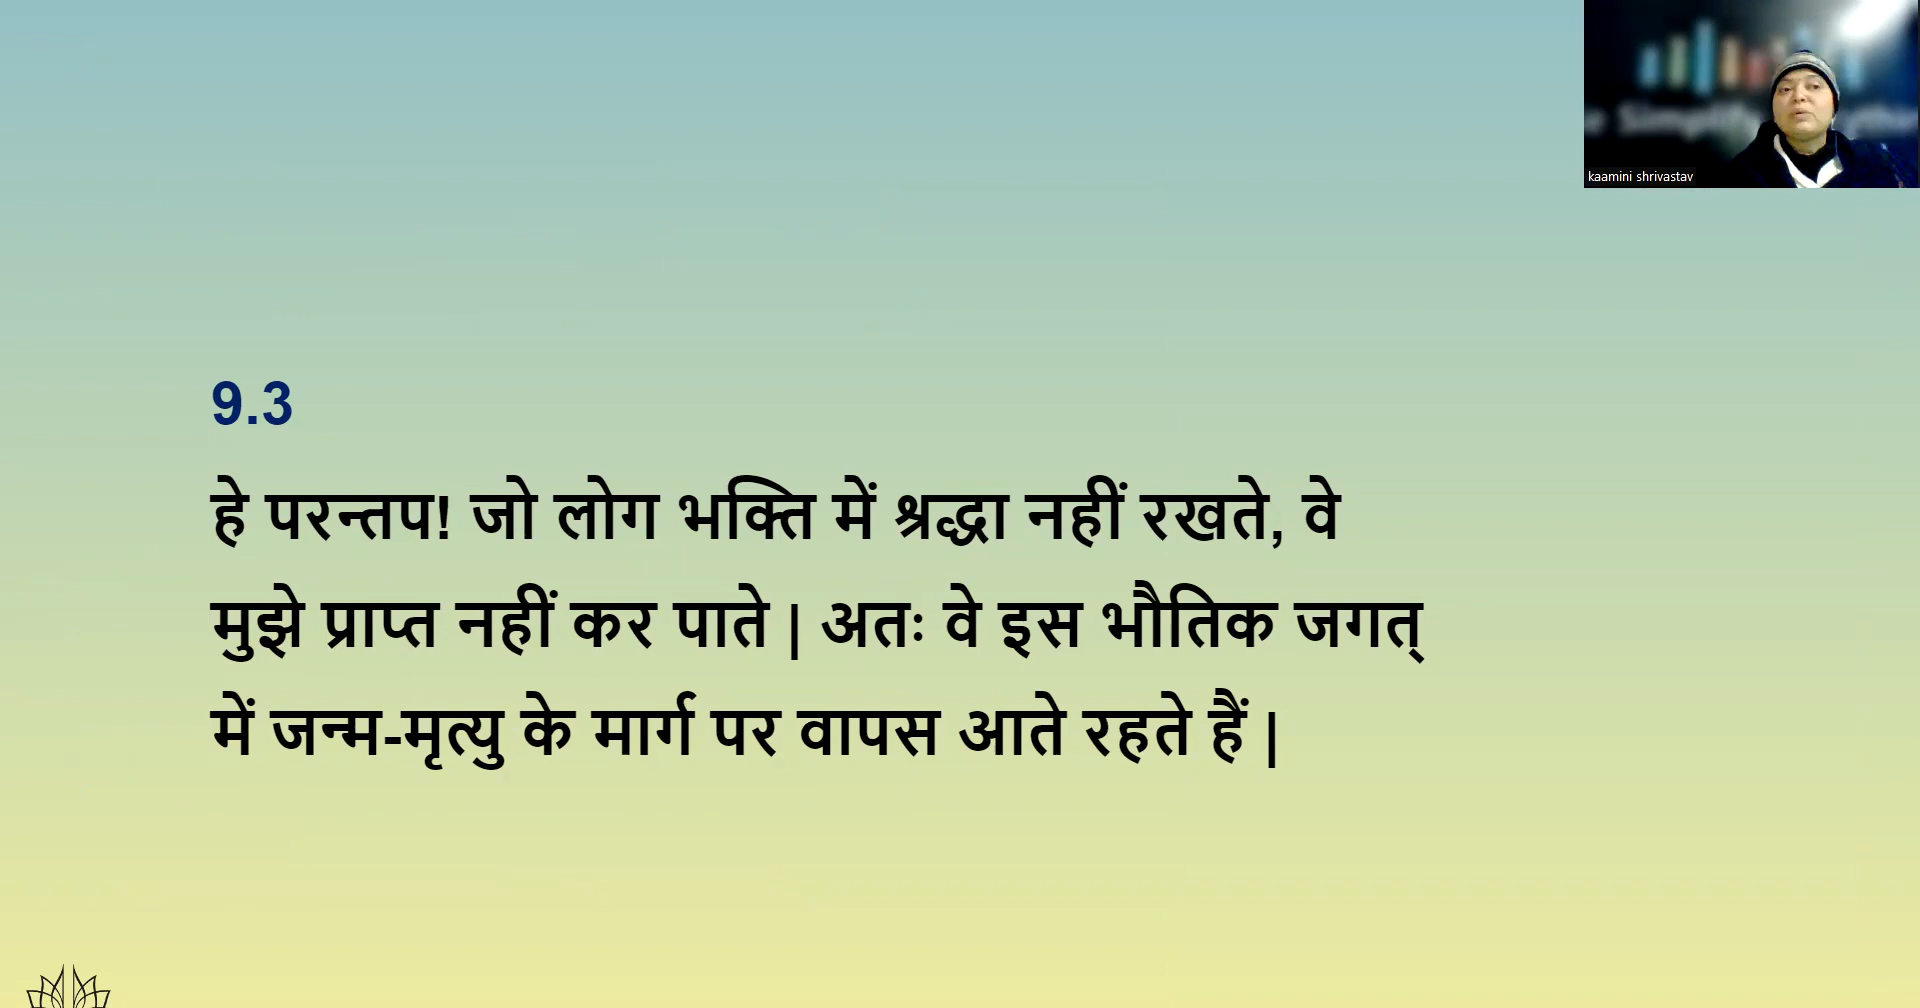 e Simplify
kaamini shrivastav
9.3
हे परन्तप! जो लोग भक्ति में श्रद्धा नहीं रखते, वे
मुझे प्राप्त नहीं कर पाते | अतः वे इस भौतिक जगत्
में जन्म-मृत्यु के मार्ग पर वापस आते रहते हैं |